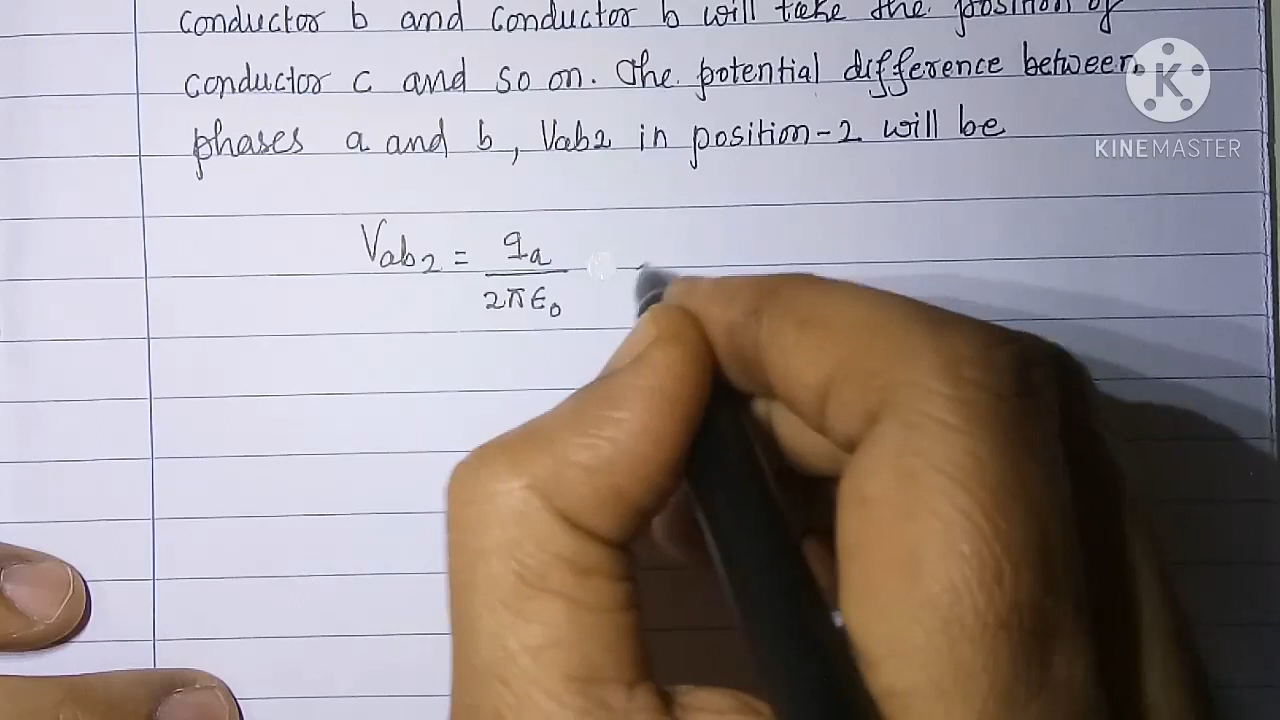 conductor b and conductor b will take the position of
conductor c and so on. The potential difference between
phases a and b, Vab2 in position-2 will be
K
KINEMASTER
Vab2 = qa
2πϵ0